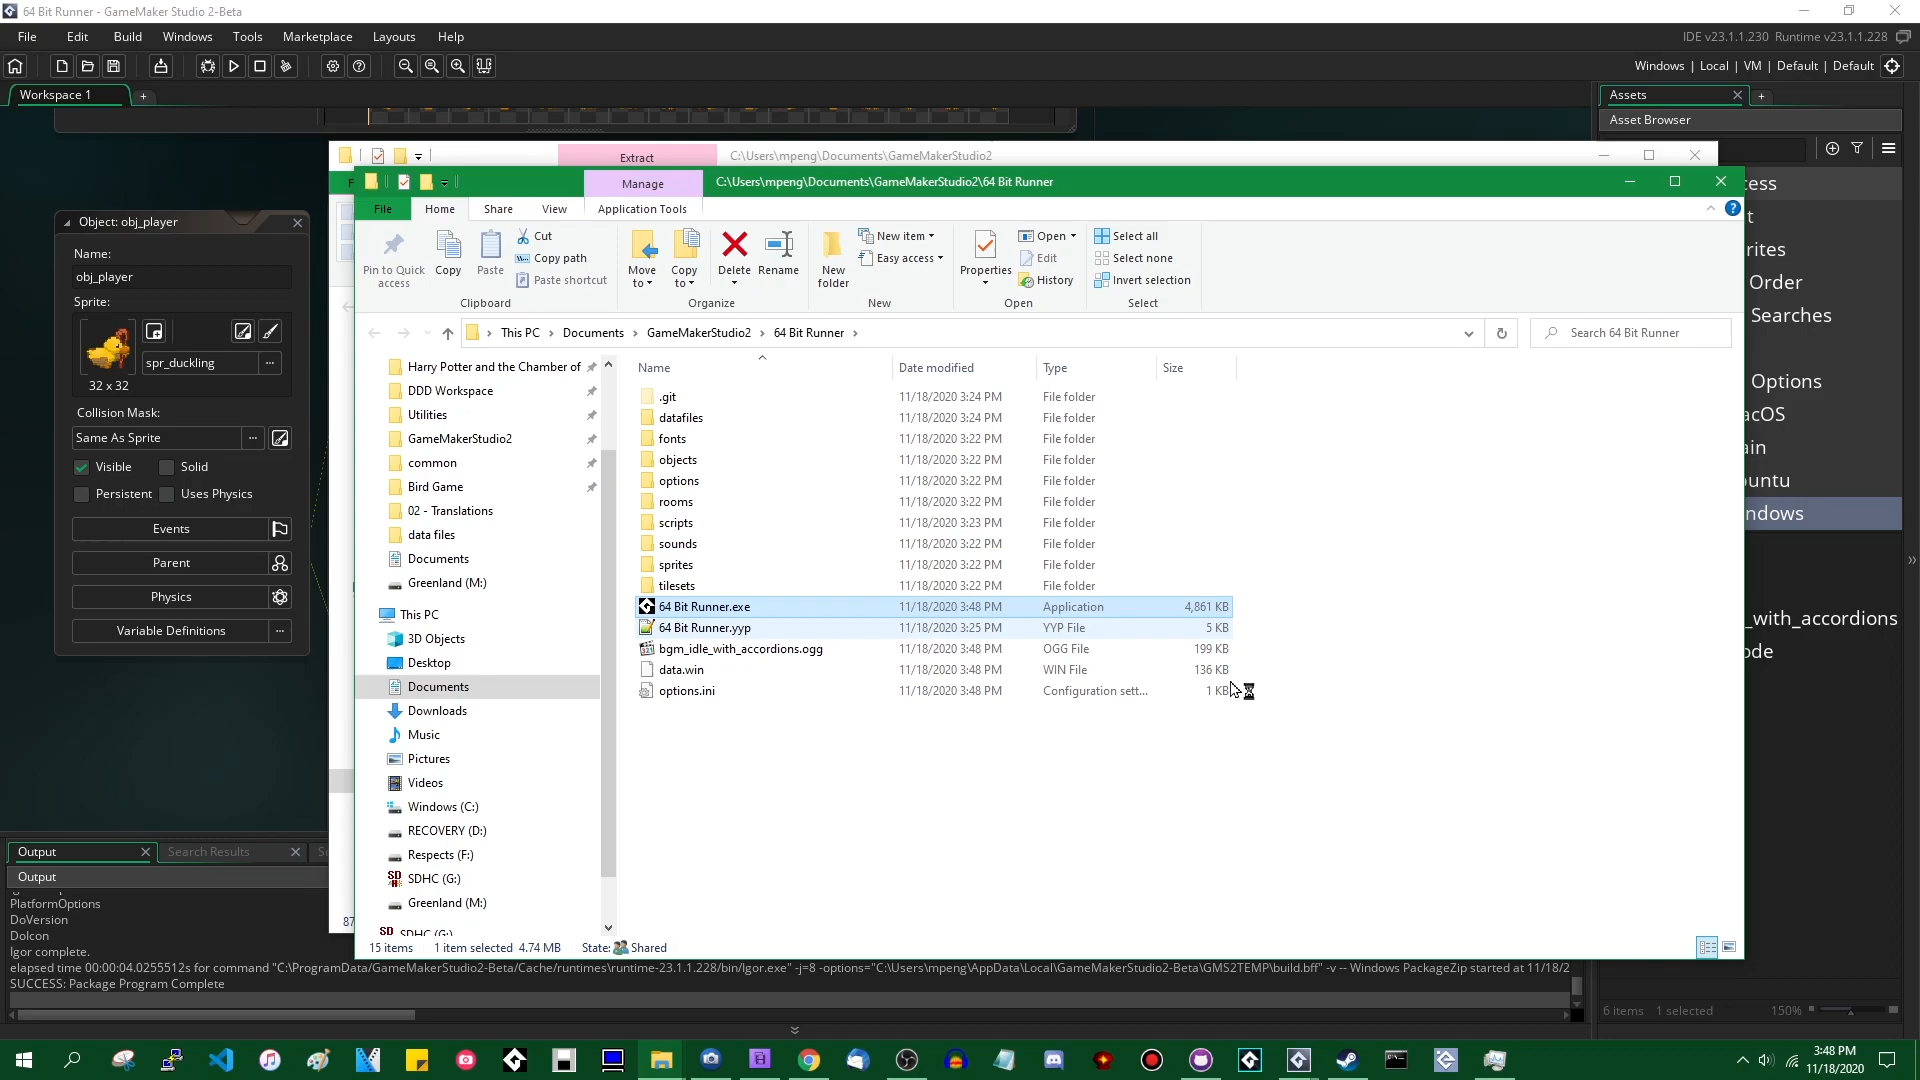 64 Bit Runner - GameMaker Studio 2-Beta
File Edit Build Windows Tools Marketplace Layouts Help
IDE v23.1.1.230 Runtime v23.1.1.228
Windows | Local | VM | Default | Default
Workspace 1
Assets
Asset Browser
Object: obj_player
Name:
obj_player
Sprite:
spr_duckling
32 x 32
Collision Mask:
Same As Sprite
Visible Solid
Persistent Uses Physics
Events
Parent
Physics
Variable Definitions
Extract C:\Users\mpeng\Documents\GameMakerStudio2
Manage C:\Users\mpeng\Documents\GameMakerStudio2\64 Bit Runner
File Home Share View Application Tools
Pin to Quick access
Copy
Paste
Cut
Copy path
Paste shortcut
Clipboard
Move to
Copy to
Delete
Rename
Organize
New folder
New item
Easy access
New
Properties
Open
Edit
History
Open
Select all
Select none
Invert selection
Select
This PC > Documents > GameMakerStudio2 > 64 Bit Runner >
Search 64 Bit Runner
Harry Potter and the Chamber of
DDD Workspace
Utilities
GameMakerStudio2
common
Bird Game
02 - Translations
data files
Documents
Greenland (M:)
This PC
3D Objects
Desktop
Documents
Downloads
Music
Pictures
Videos
Windows (C:)
RECOVERY (D:)
Respects (F:)
SDHC (G:)
Greenland (M:)
SDHC (G:)
Name Date modified Type Size
.git 11/18/2020 3:24 PM File folder
datafiles 11/18/2020 3:24 PM File folder
fonts 11/18/2020 3:22 PM File folder
objects 11/18/2020 3:22 PM File folder
options 11/18/2020 3:22 PM File folder
rooms 11/18/2020 3:22 PM File folder
scripts 11/18/2020 3:23 PM File folder
sounds 11/18/2020 3:22 PM File folder
sprites 11/18/2020 3:22 PM File folder
tilesets 11/18/2020 3:22 PM File folder
64 Bit Runner.exe 11/18/2020 3:48 PM Application 4,861 KB
64 Bit Runner.yyp 11/18/2020 3:25 PM YYP File 5 KB
bgm_idle_with_accordions.ogg 11/18/2020 3:48 PM OGG File 199 KB
data.win 11/18/2020 3:48 PM WIN File 136 KB
options.ini 11/18/2020 3:48 PM Configuration sett... 1 KB
15 items 1 item selected 4.74 MB State: Shared
87
cess
t
rites
Order
Searches
Options
acOS
ain
buntu
ndows
_with_accordions
ode
6 items 1 selected 150%
Output Search Results
Output
PlatformOptions
DoVersion
DoIcon
Igor complete.
elapsed time 00:00:04.0255512s for command "C:\ProgramData/GameMakerStudio2-Beta/Cache/runtimes\runtime-23.1.1.228/bin/Igor.exe" -j=8 -options="C:\Users\mpeng\AppData\Local\GameMakerStudio2-Beta\GMS2TEMP\build.bff" -v -- Windows PackageZip started at 11/18/2
SUCCESS: Package Program Complete
3:48 PM
11/18/2020